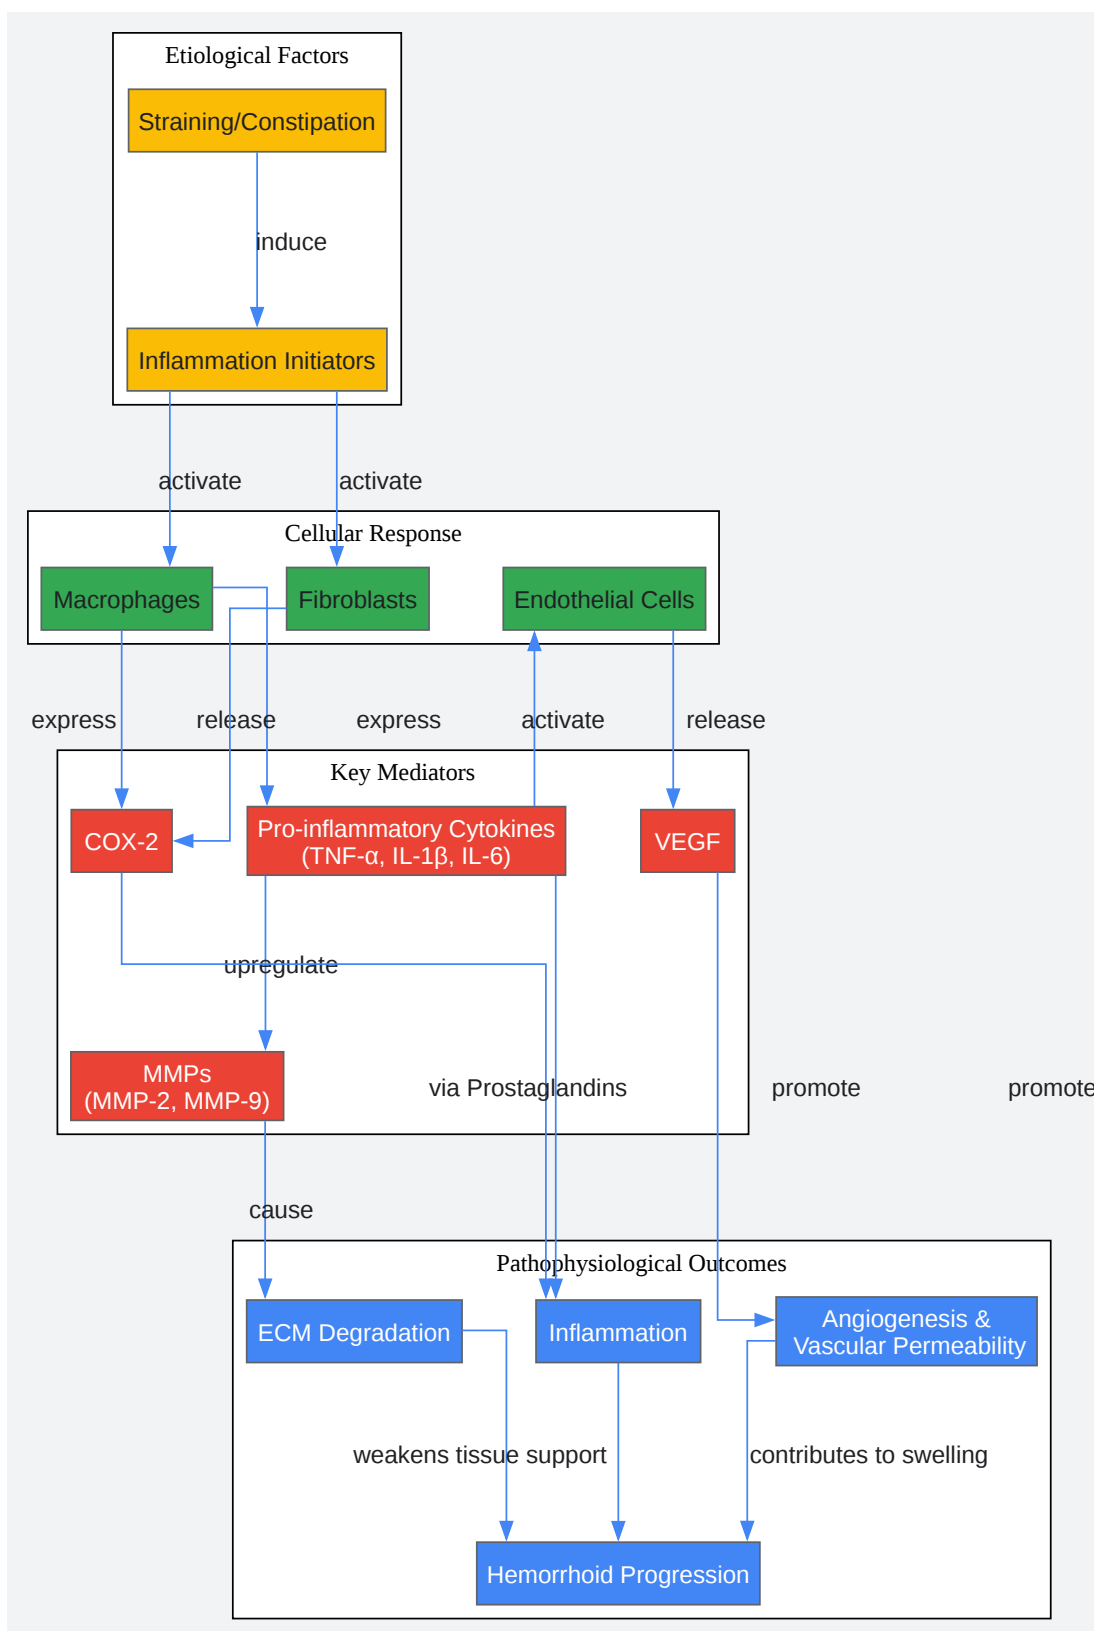 Etiological Factors
Straining/Constipation
induce
Inflammation Initiators
activate
activate
Cellular Response
Macrophages
Fibroblasts
Endothelial Cells
express
release
express
activate
release
Key Mediators
COX-2
Pro-inflammatory Cytokines
(TNF-α, IL-1β, IL-6)
VEGF
upregulate
MMPs
(MMP-2, MMP-9)
via Prostaglandins
promote
promote
cause
Pathophysiological Outcomes
ECM Degradation
Inflammation
Angiogenesis &
Vascular Permeability
weakens tissue support
contributes to swelling
Hemorrhoid Progression